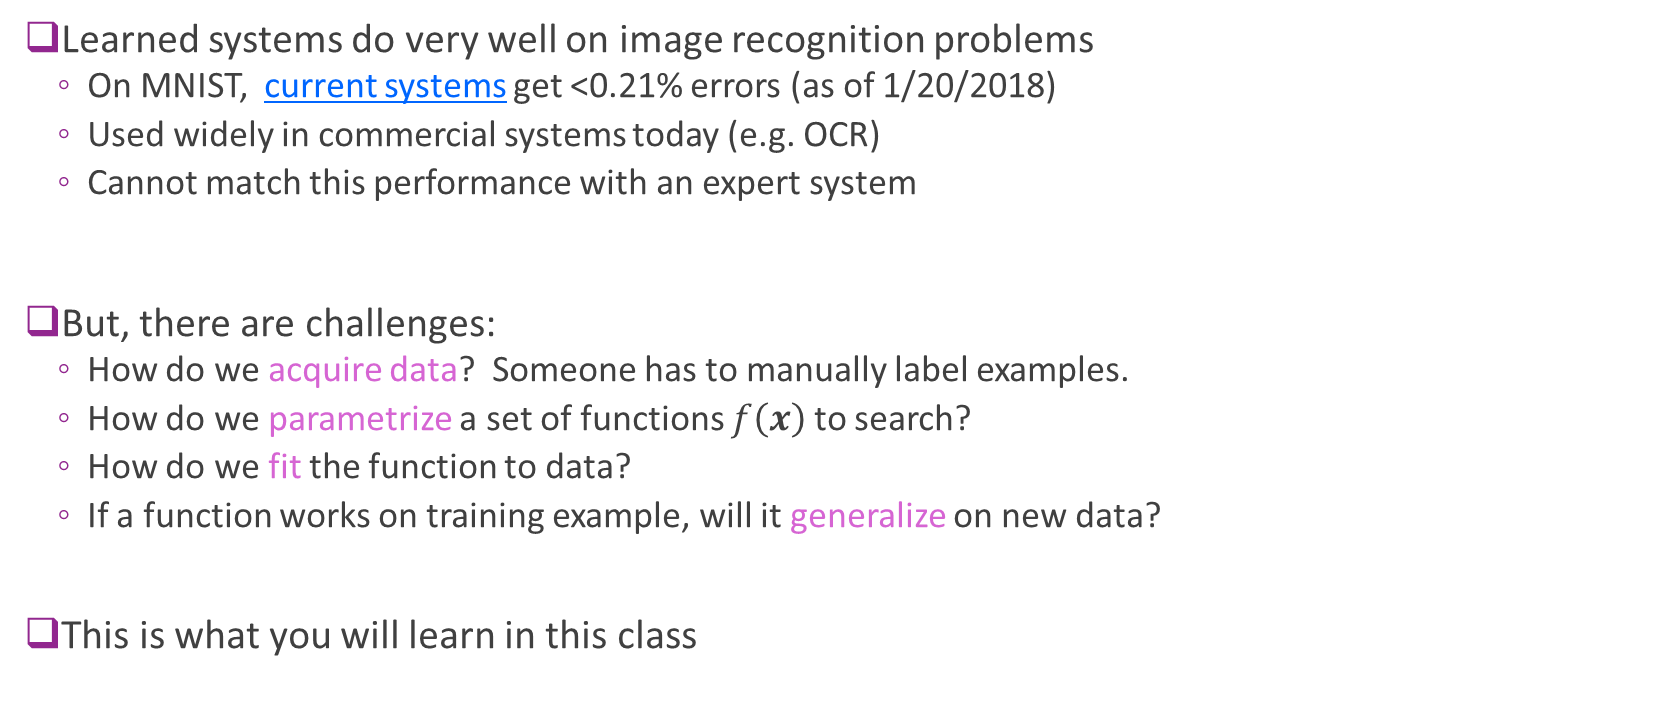 Learned systems do very well on image recognition problems
On MNIST, current systems get <0.21% errors (as of 1/20/2018)
Used widely in commercial systems today (e.g. OCR)
Cannot match this performance with an expert system
But, there are challenges:
How do we acquire data? Someone has to manually label examples.
How do we parametrize a set of functions f(x) to search?
How do we fit the function to data?
If a function works on training example, will it generalize on new data?
This is what you will learn in this class